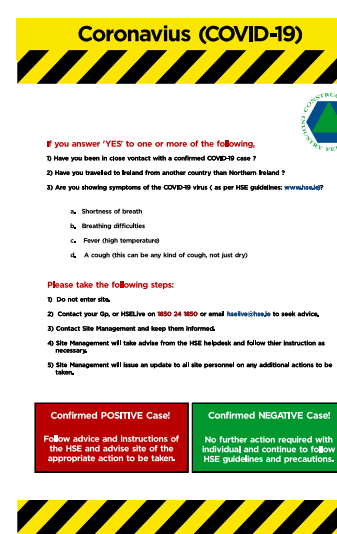 Coronavius (COVID-19)
If you answer 'YES' to one or more of the following,
1) Have you been in close vontact with a confirmed COVID-19 case ?
2) Have you travelled to Ireland from another country than Northern Ireland ?
3) Are you showing symptoms of the COVID-19 virus ( as per HSE guidelines: www.hse.ie)?
a. Shortness of breath
b. Breathing difficulties
c. Fever (high temperature)
d. A cough (this can be any kind of cough, not just dry)
Please take the following steps:
1) Do not enter site.
2) Contact your Gp, or HSELive on 1850 24 1850 or email hselive@hse.ie to seek advice.
3) Contact Site Management and keep them informed.
4) Site Management will take advise from the HSE helpdesk and follow thier instruction as
necessary.
5) Site Management will issue an update to all site personnel on any additional actions to be
taken.
Confirmed POSITIVE Case!
Follow advice and instructions of
the HSE and advise site of the
appropriate action to be taken.
Confirmed NEGATIVE Case!
No further action required with
individual and continue to follow
HSE guidelines and precautions.